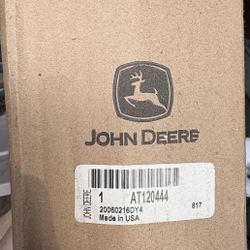 JOHN DEERE
JOHN DEERE
1 AT120444
20060216DY4 817
Made in USA